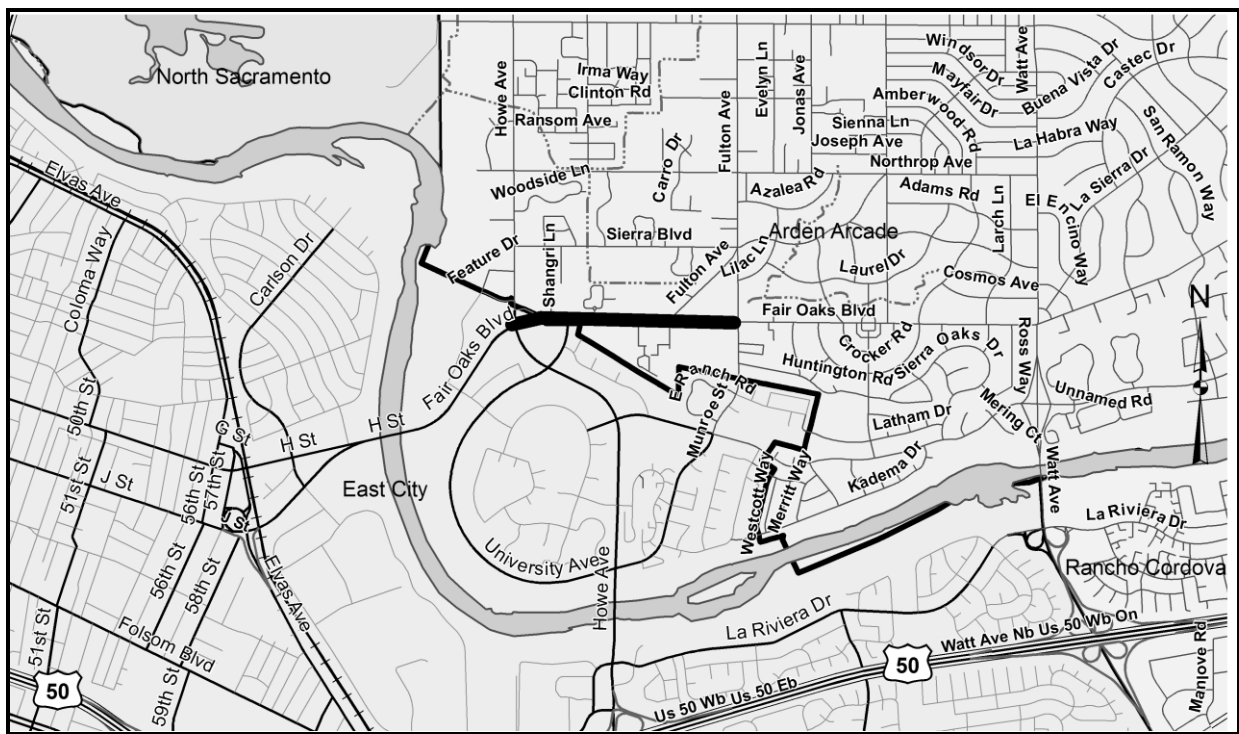 North Sacramento
Howe Ave
Irma Way
Clinton Rd
Ransom Ave
Woodside Ln
Carro Dr
Fulton Ave
Evelyn Ln
Jonas Ave
Windsor Dr
Mayfair Dr
Amberwood Rd
Watt Ave
Buena Vista Dr
Castec Dr
Sienna Ln
Joseph Ave
Northrop Ave
La Habra Way
San Ramon Way
La Sierra Dr
Azalea Rd
Adams Rd
Larch Ln
El Encino Way
Elvas Ave
Coloma Way
Carlson Dr
Feature Dr
Shangri Ln
Sierra Blvd
Fulton Ave
Lilac Ln
Arden Arcade
Laurel Dr
Cosmos Ave
N
Fair Oaks Blvd
Fair Oaks Blvd
Crocker Rd
Sierra Oaks Dr
Ross Way
Huntington Rd
E Ranch Rd
Munroe St
Latham Dr
Mering Ct
Unnamed Rd
50th St
G St
H St
H St
J St
51st St
56th St
57th St
East City
J St
Kadema Dr
Westcott Way
Merritt Way
Watt Ave
La Riviera Dr
University Ave
Howe Ave
Elvas Ave
56th St
58th St
Rancho Cordova
La Riviera Dr
51st St
Folsom Blvd
59th St
50
50
Watt Ave Nb Us 50 Wb On
Us 50 Wb Us 50 Eb
Manlove Rd